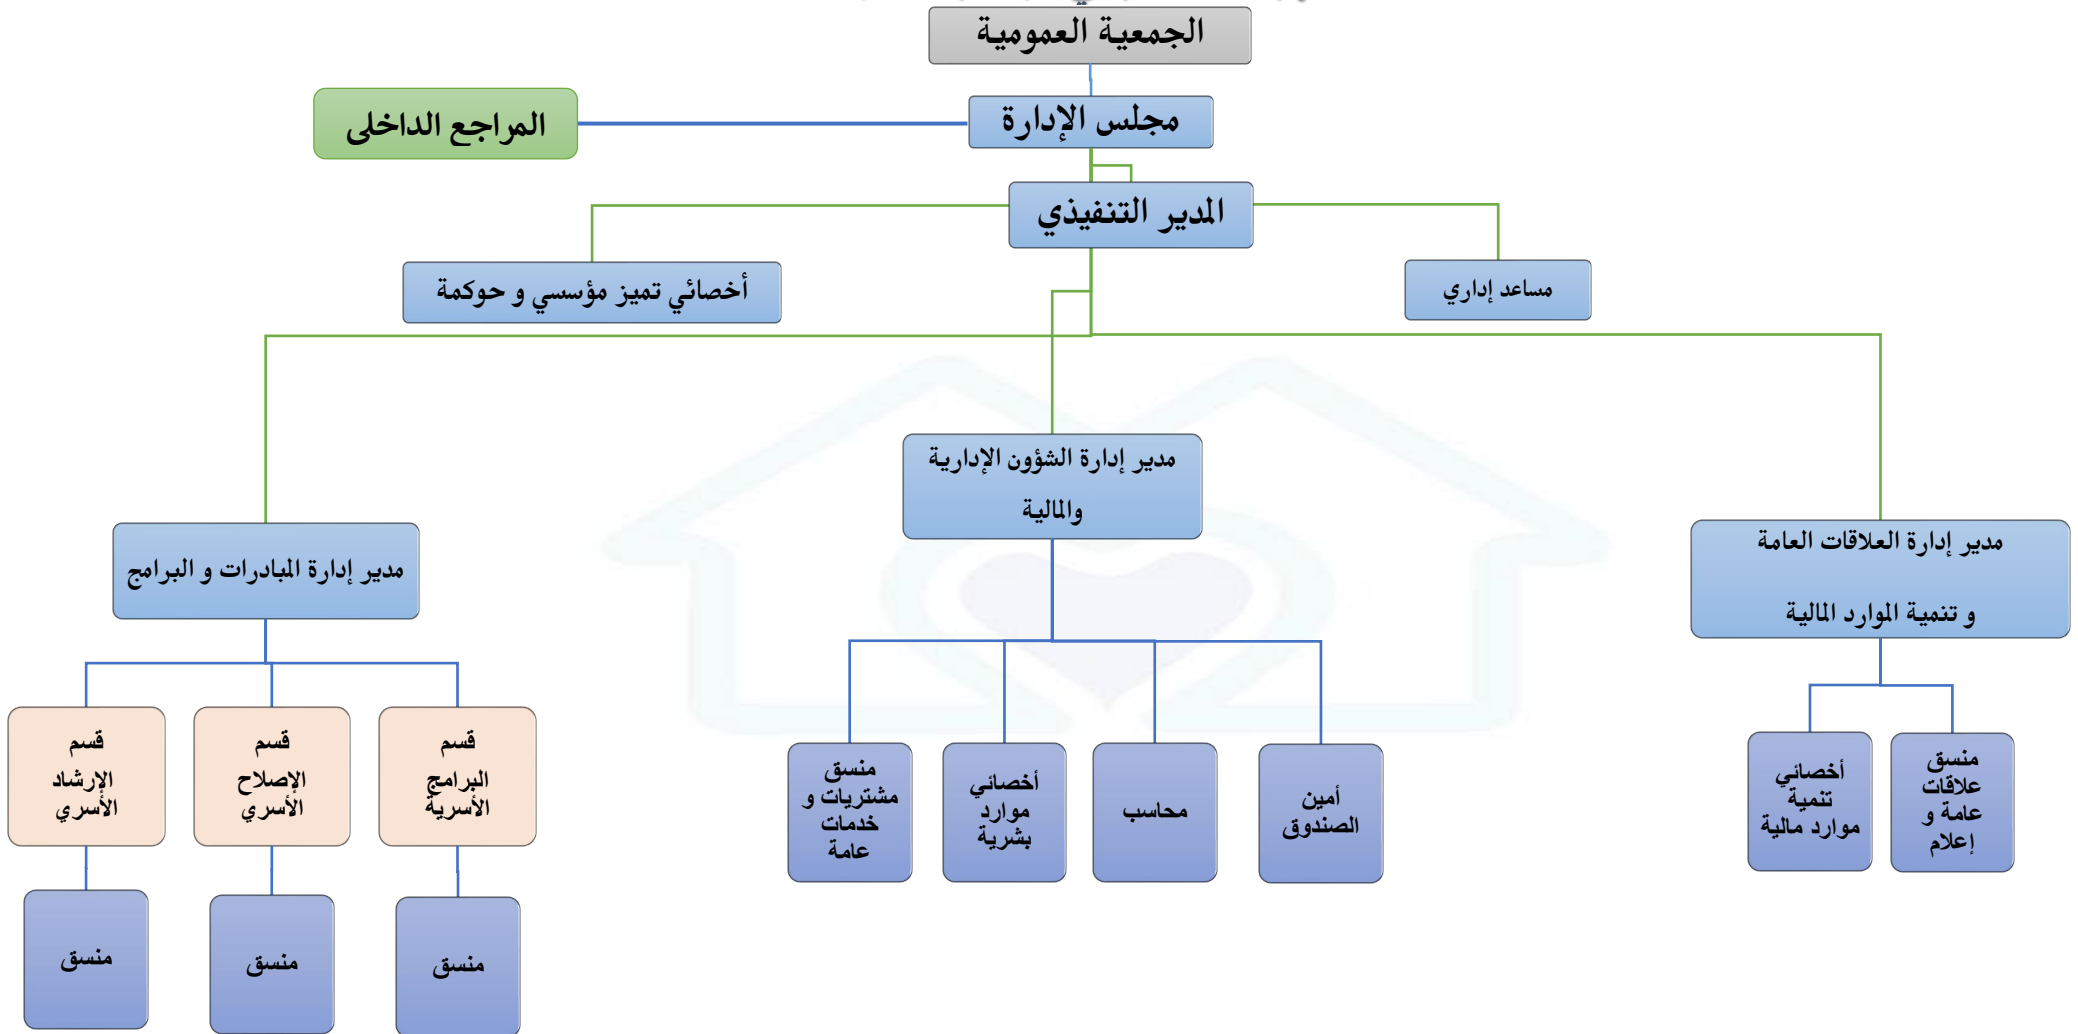 الجمعية العمومية
مجلس الإدارة
المراجع الداخلى
المدير التنفيذي
مساعد إداري
أخصائي تميز مؤسسي و حوكمة
مدير إدارة العلاقات العامة
و تنمية الموارد المالية
مدير إدارة الشؤون الإدارية
والمالية
مدير إدارة المبادرات و البرامج
منسق
علاقات
عامة و
إعلام
أخصائي
تنمية
موارد مالية
أمين
الصندوق
محاسب
أخصائي
موارد
بشرية
منسق
مشتريات و
خدمات
عامة
قسم
البرامج
الأسرية
قسم
الإصلاح
الأسري
قسم
الإرشاد
الأسري
منسق
منسق
منسق